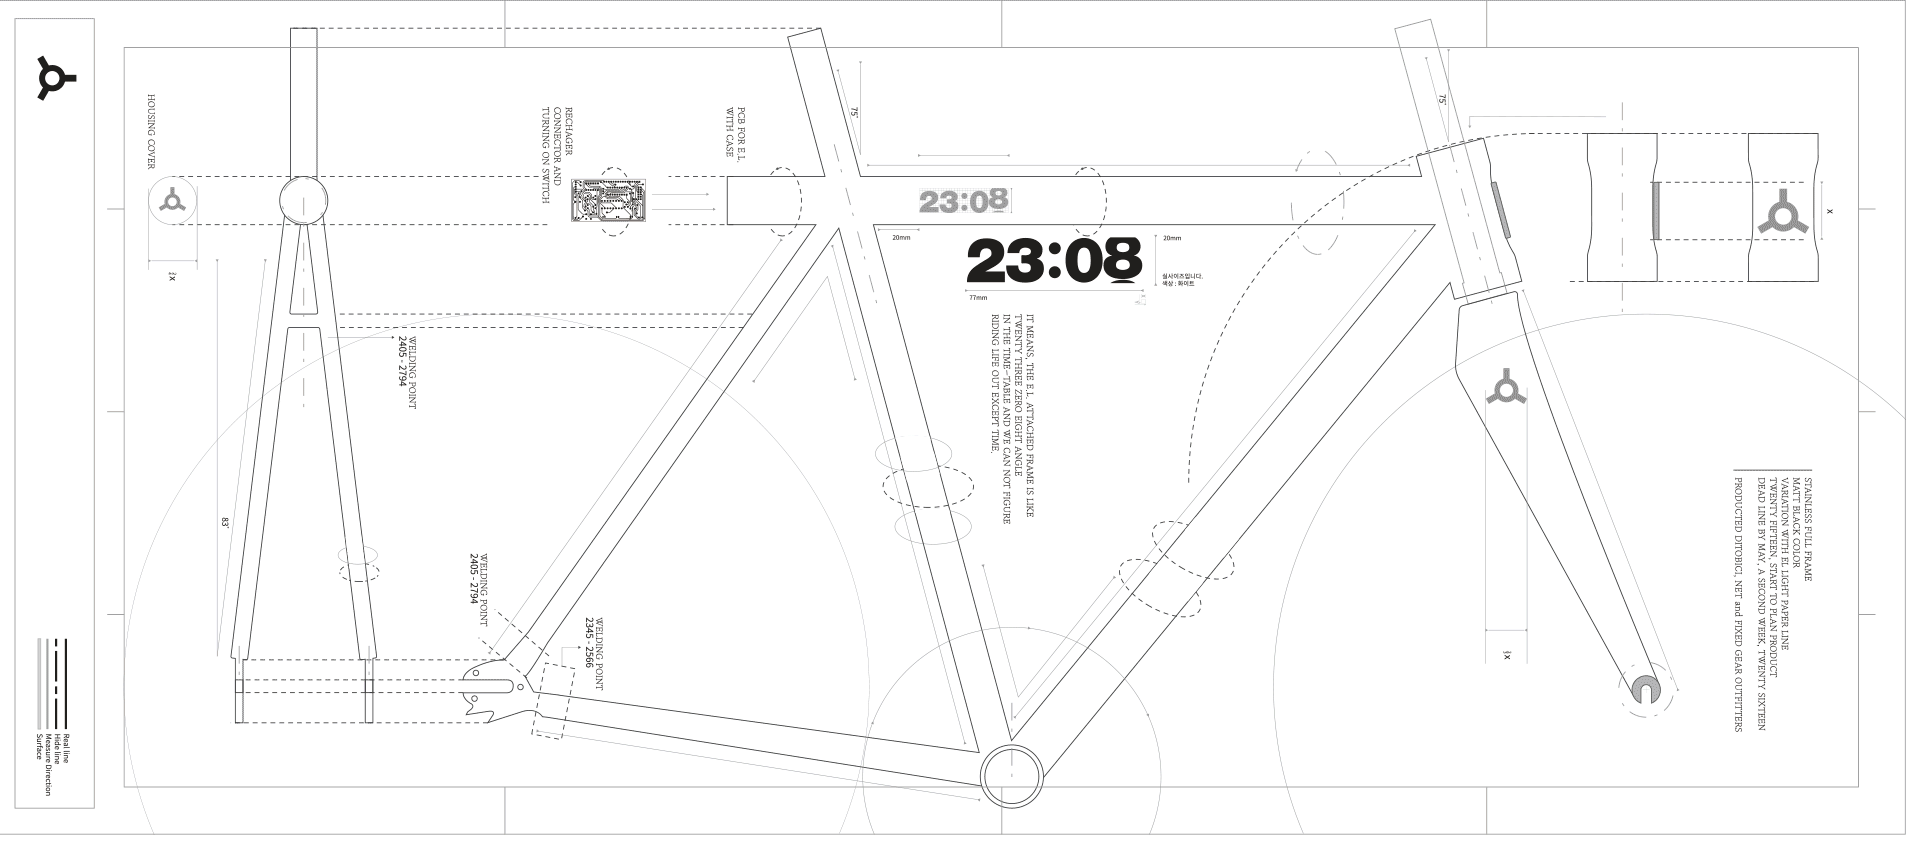 HOUSING COVER
½X
RECHAGER
CONNECTOR AND
TURNING ON SWITCH
PCB FOR E.L.
WITH CASE
75°
75°
23:08
20mm
23:08
20mm
실사이즈입니다.
색상 : 화이트
77mm
X
IT MEANS, THE E.L. ATTACHED FRAME IS LIKE
TWENTY THREE ZERO EIGHT ANGLE
IN THE TIME-TABLE AND WE CAN NOT FIGURE
RIDING LIFE OUT EXCEPT TIME.
WELDING POINT
2405 - 2794
83°
WELDING POINT
2405 - 2794
WELDING POINT
2345 - 2566
STAINLESS FULL FRAME
MATT BLACK COLOR
VARIATION WITH EL LIGHT PAPER LINE
TWENTY FIFTEEN, START TO PLAN PRODUCT
DEAD LINE BY MAY, A SECOND WEEK, TWENTY SIXTEEN
PRODUCTED DITOBICI, NET and FIXED GEAR OUTFITTERS
Real line
Hide line
Measure Direction
Surface